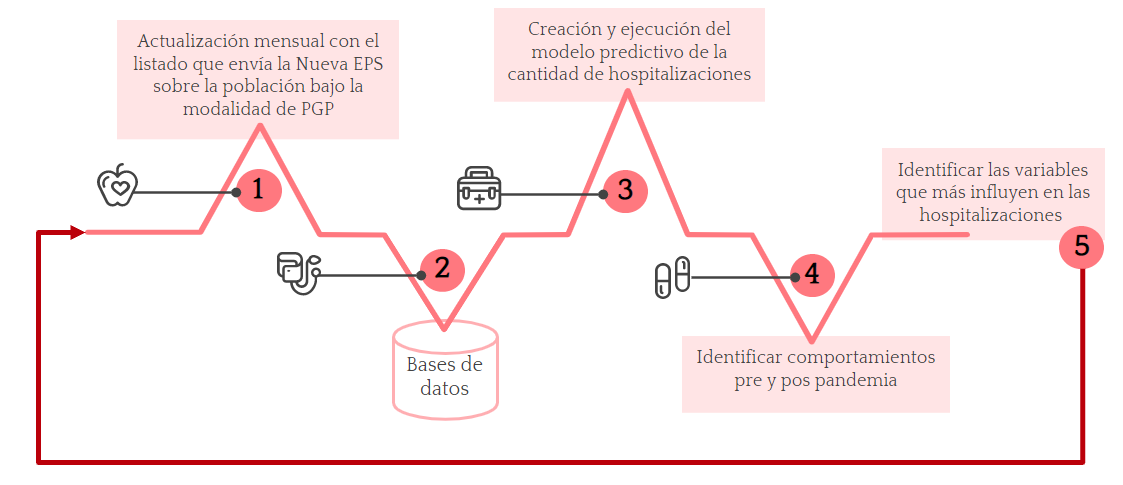 Actualización mensual con el
listado que envía la Nueva EPS
sobre la población bajo la
modalidad de PGP
1
2
Bases de
datos
Creación y ejecución del
modelo predictivo de la
cantidad de hospitalizaciones
3
4
Identificar comportamientos
pre y pos pandemia
Identificar las variables
que más influyen en las
hospitalizaciones
5